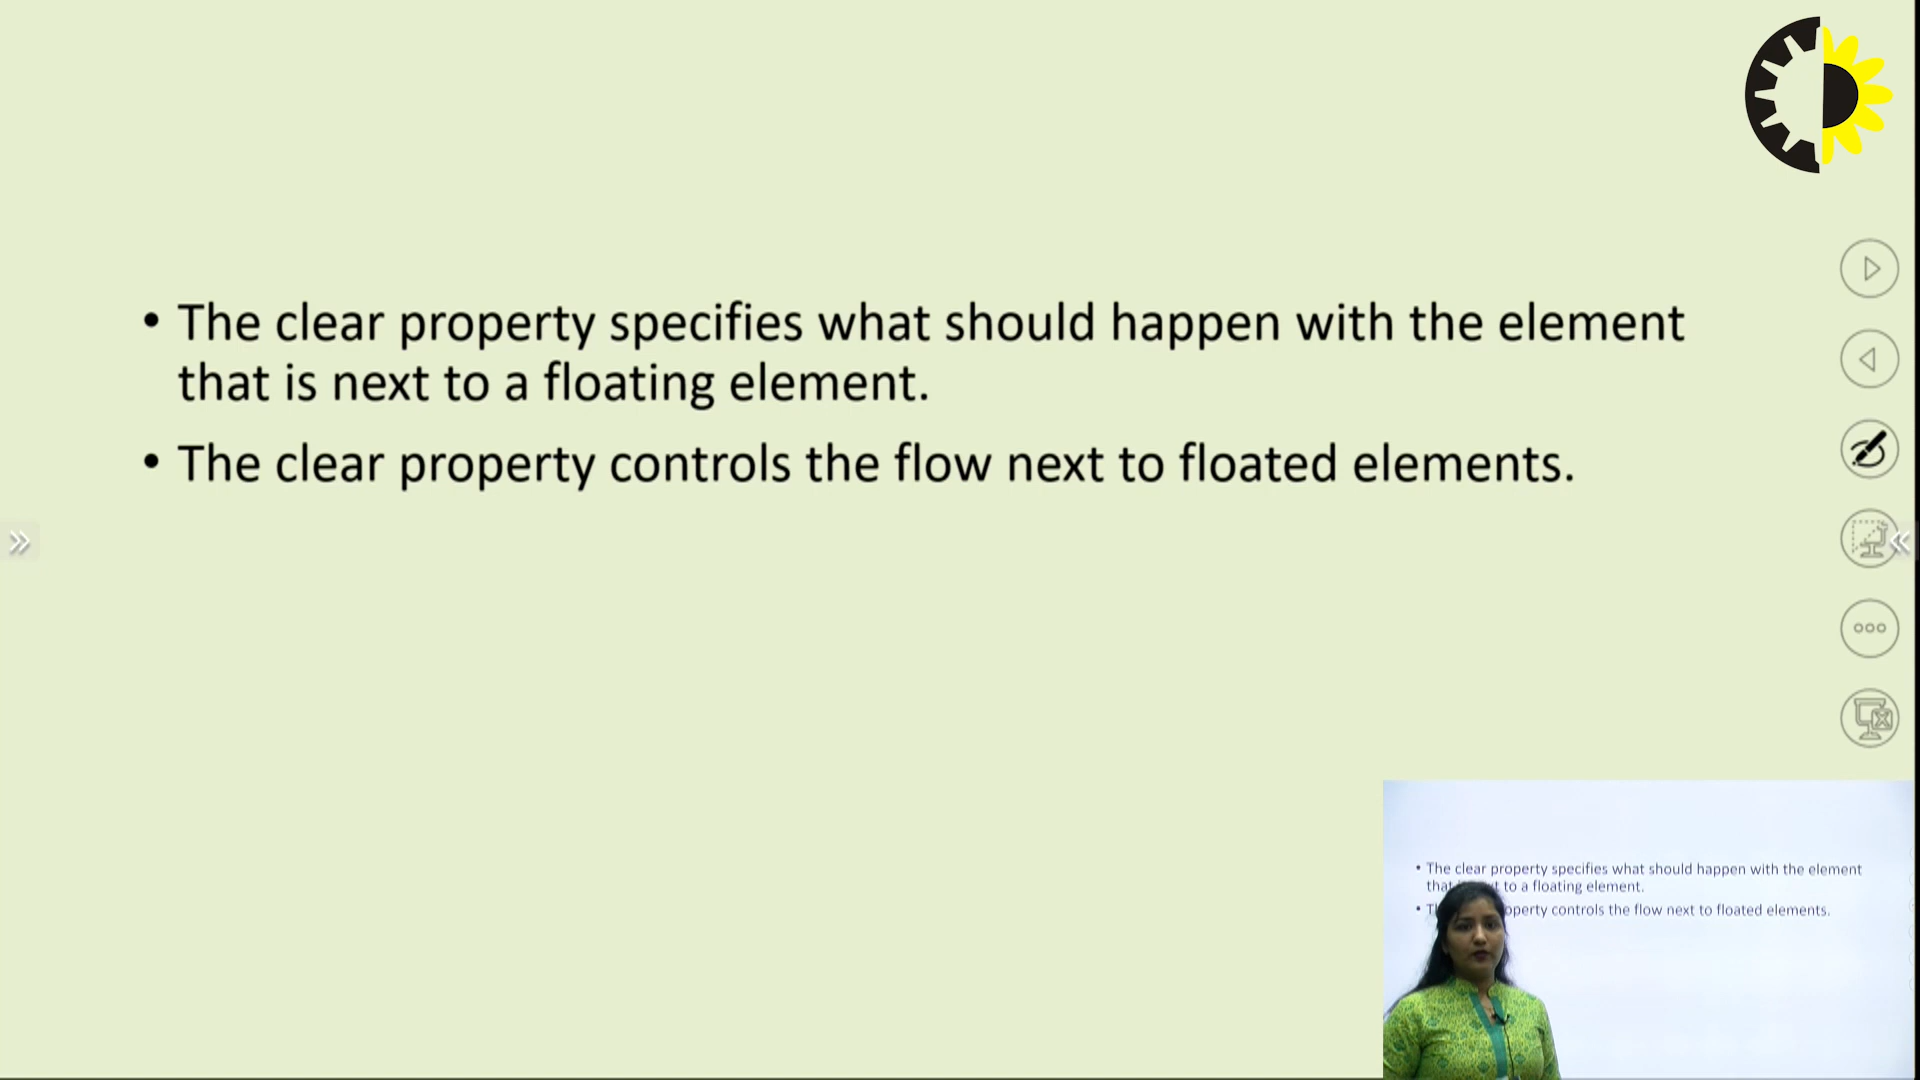 • The clear property specifies what should happen with the element
that is next to a floating element.
• The clear property controls the flow next to floated elements.
• The clear property specifies what should happen with the element
to a floating element.
controls the flow next to floated elements.